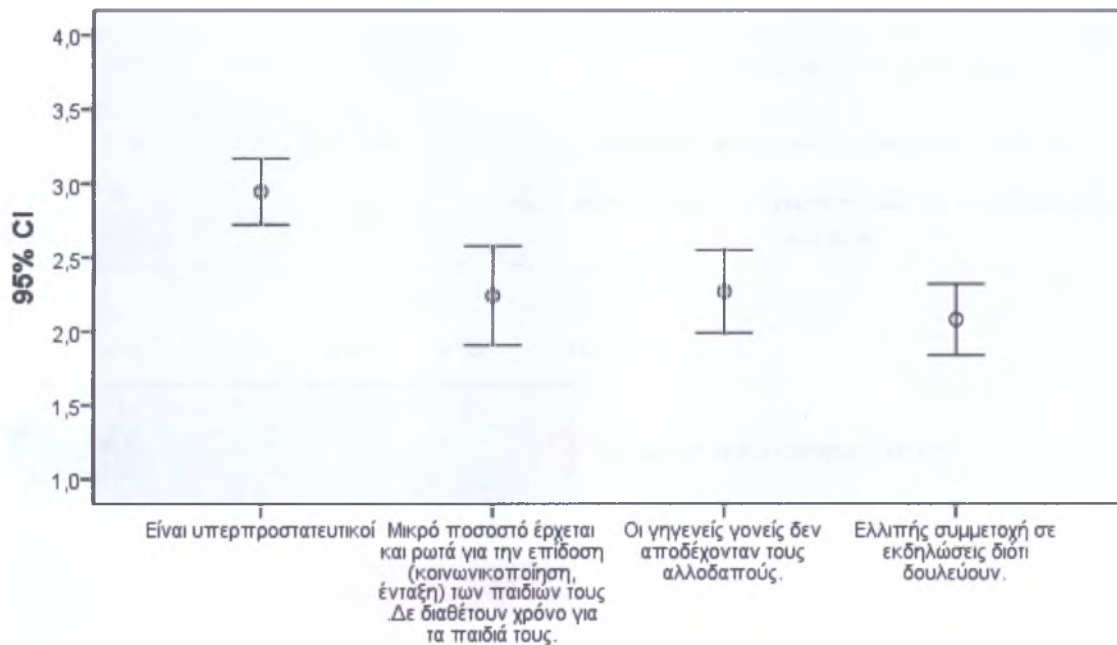 4,0
3,5
3,0
2,5
2,0
1,5
1,0
95% CI
Είναι υπερπροστατευτικοί
Μικρό ποσοστό έρχεται
και ρωτά για την επίδοση
(κοινωνικοποίηση,
ένταξη) των παιδιών τους
.Δε διαθέτουν χρόνο για
τα παιδιά τους.
Οι γηγενείς γονείς δεν
αποδέχονταν τους
αλλοδαπούς.
Ελλιπής συμμετοχή σε
εκδηλώσεις διότι
δουλεύουν.